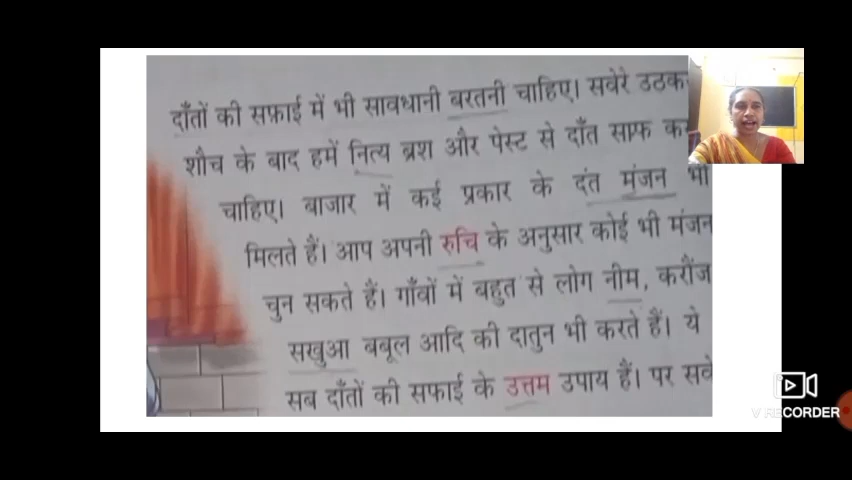 दाँतों की सफ़ाई में भी सावधानी बरतनी चाहिए। सवेरे उठक
शौच के बाद हमें नित्य ब्रश और पेस्ट से दाँत साफ क
चाहिए। बाजार में कई प्रकार के दंत मंजन भी
मिलते हैं। आप अपनी रुचि के अनुसार कोई भी मंजन
चुन सकते हैं। गाँवों में बहुत से लोग नीम, करौंज
सखुआ बबूल आदि की दातुन भी करते हैं। ये
सब दाँतों की सफाई के उत्तम उपाय हैं। पर सवे
V RECORDER